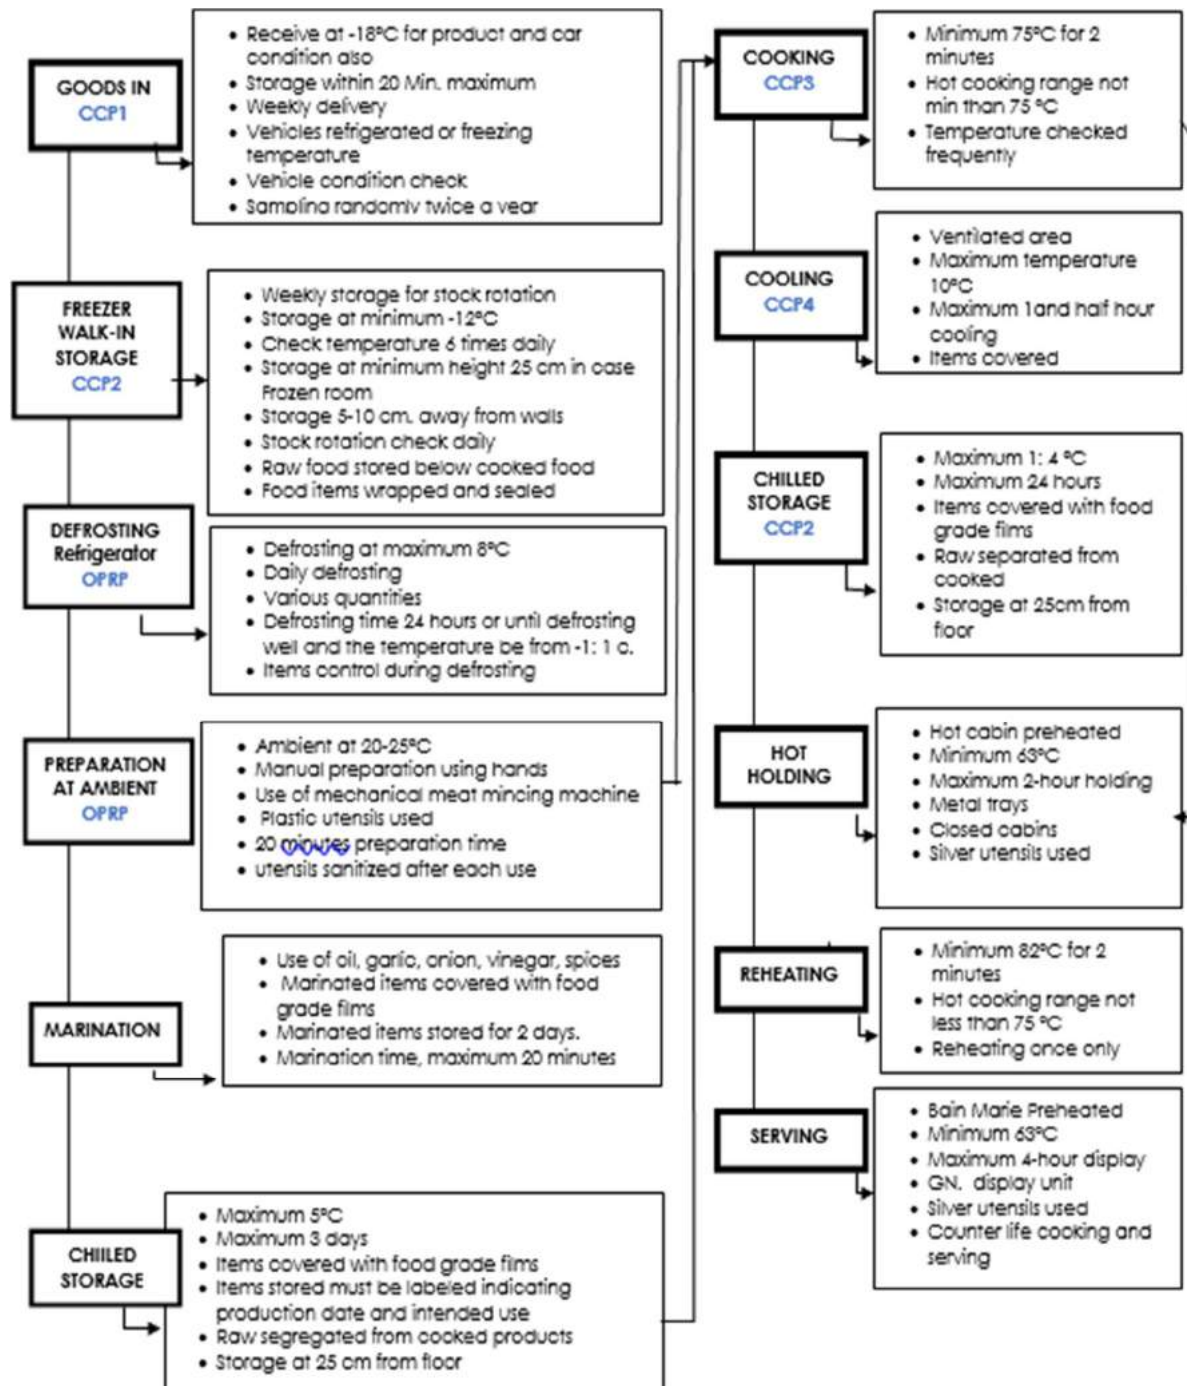 GOODS IN
CCP1
• Receive at -18°C for product and car
condition also
• Storage within 20 Min. maximum
• Weekly delivery
• Vehicles refrigerated or freezing
temperature
• Vehicle condition check
• Sampling randomly twice a year
FREEZER
WALK-IN
STORAGE
CCP2
• Weekly storage for stock rotation
• Storage at minimum -12°C
• Check temperature 6 times daily
• Storage at minimum height 25 cm in case
Frozen room
• Storage 5-10 cm. away from walls
• Stock rotation check daily
• Raw food stored below cooked food
• Food items wrapped and sealed
DEFROSTING
Refrigerator
OPRP
• Defrosting at maximum 8°C
• Daily defrosting
• Various quantities
• Defrosting time 24 hours or until defrosting
well and the temperature be from -1: 1 c.
• Items control during defrosting
PREPARATION
AT AMBIENT
OPRP
• Ambient at 20-25°C
• Manual preparation using hands
• Use of mechanical meat mincing machine
• Plastic utensils used
• 20 minutes preparation time
• utensils sanitized after each use
MARINATION
• Use of oil, garlic, onion, vinegar, spices
• Marinated items covered with food
grade films
• Marinated items stored for 2 days.
• Marination time, maximum 20 minutes
CHIILED
STORAGE
• Maximum 5°C
• Maximum 3 days
• Items covered with food grade films
• Items stored must be labeled indicating
production date and intended use
• Raw segregated from cooked products
• Storage at 25 cm from floor
COOKING
CCP3
• Minimum 75°C for 2
minutes
• Hot cooking range not
min than 75 °C
• Temperature checked
frequently
COOLING
CCP4
• Ventilated area
• Maximum temperature
10°C
• Maximum 1and half hour
cooling
• Items covered
CHILLED
STORAGE
CCP2
• Maximum 1: 4 °C
• Maximum 24 hours
• Items covered with food
grade films
• Raw separated from
cooked
• Storage at 25cm from
floor
HOT
HOLDING
• Hot cabin preheated
• Minimum 63°C
• Maximum 2-hour holding
• Metal trays
• Closed cabins
• Silver utensils used
REHEATING
• Minimum 82°C for 2
minutes
• Hot cooking range not
less than 75 °C
• Reheating once only
SERVING
• Bain Marie Preheated
• Minimum 63°C
• Maximum 4-hour display
• GN. display unit
• Silver utensils used
• Counter life cooking and
serving